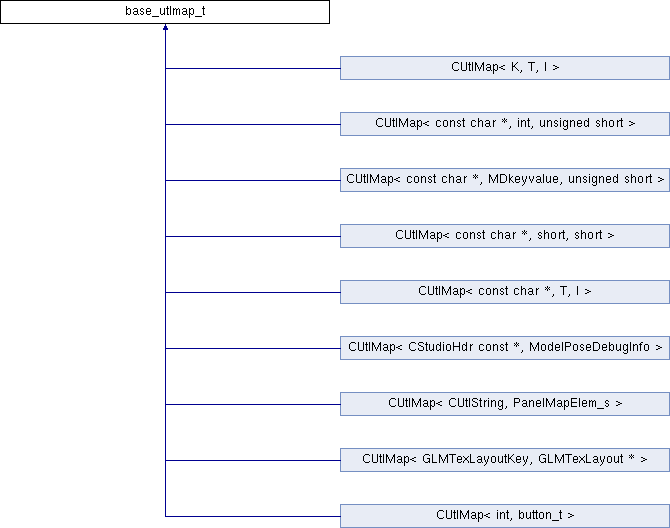 base_utlmap_t
CUtlMap< K, T, I >
CUtlMap< const char *, int, unsigned short >
CUtlMap< const char *, MDkeyvalue, unsigned short >
CUtlMap< const char *, short, short >
CUtlMap< const char *, T, I >
CUtlMap< CStudioHdr const *, ModelPoseDebugInfo >
CUtlMap< CUtlString, PanelMapElem_s >
CUtlMap< GLMTexLayoutKey, GLMTexLayout * >
CUtlMap< int, button_t >